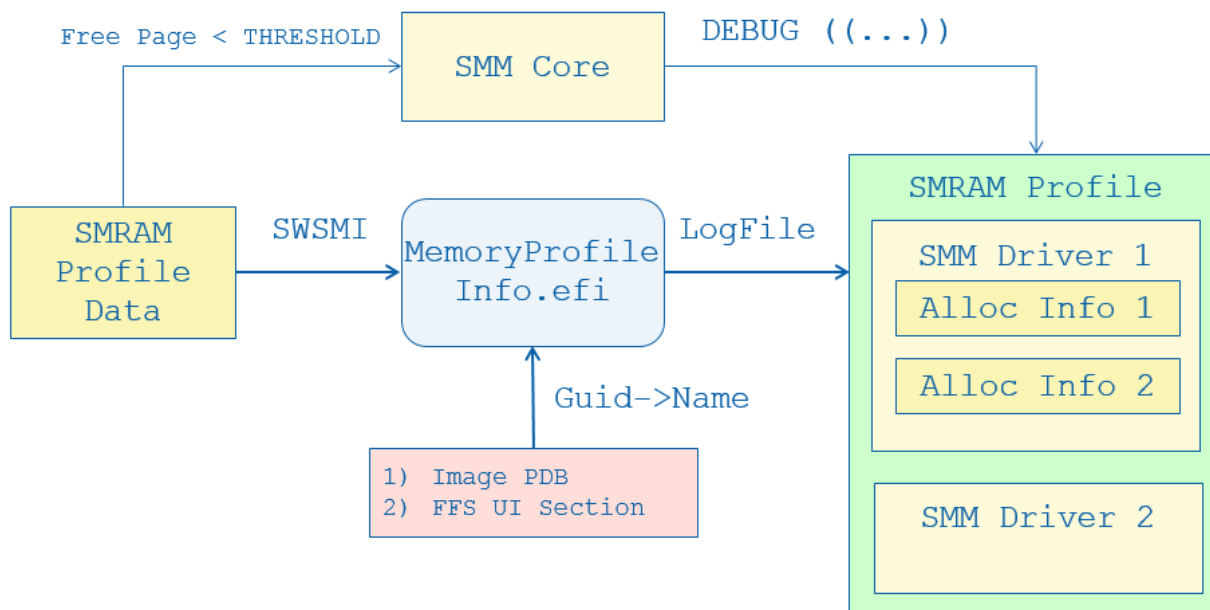 Free Page < THRESHOLD
SMM Core
DEBUG ((...))
SMRAM
Profile
Data
SWSMI
MemoryProfile
Info.efi
LogFile
Guid->Name
1) Image PDB
2) FFS UI Section
SMRAM Profile
SMM Driver 1
Alloc Info 1
Alloc Info 2
SMM Driver 2